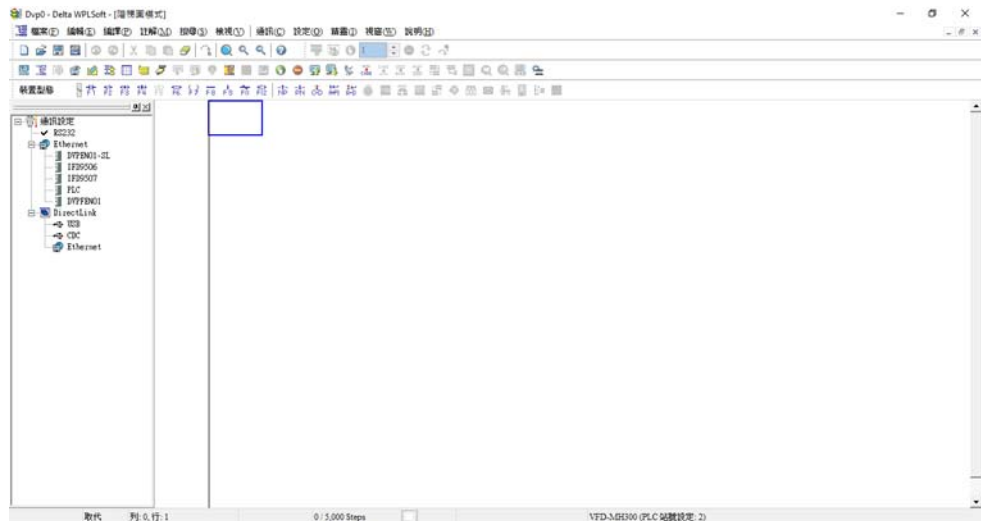 Dvp0 - Delta WPLSoft - [階梯圖模式]
檔案(F) 編輯(E) 編譯(P) 註解(M) 搜尋(S) 檢視(V) 通訊(C) 設定(O) 精靈(I) 視窗(W) 說明(H)
裝置型態
通訊設定
RS232
Ethernet
DVPEN01-SL
IFD9506
IFD9507
PLC
DVPFEN01
DirectLink
USB
CDC
Ethernet
取代 列: 0, 行: 1 0 / 5,000 Steps VFD-MH300 (PLC 站號設定: 2)